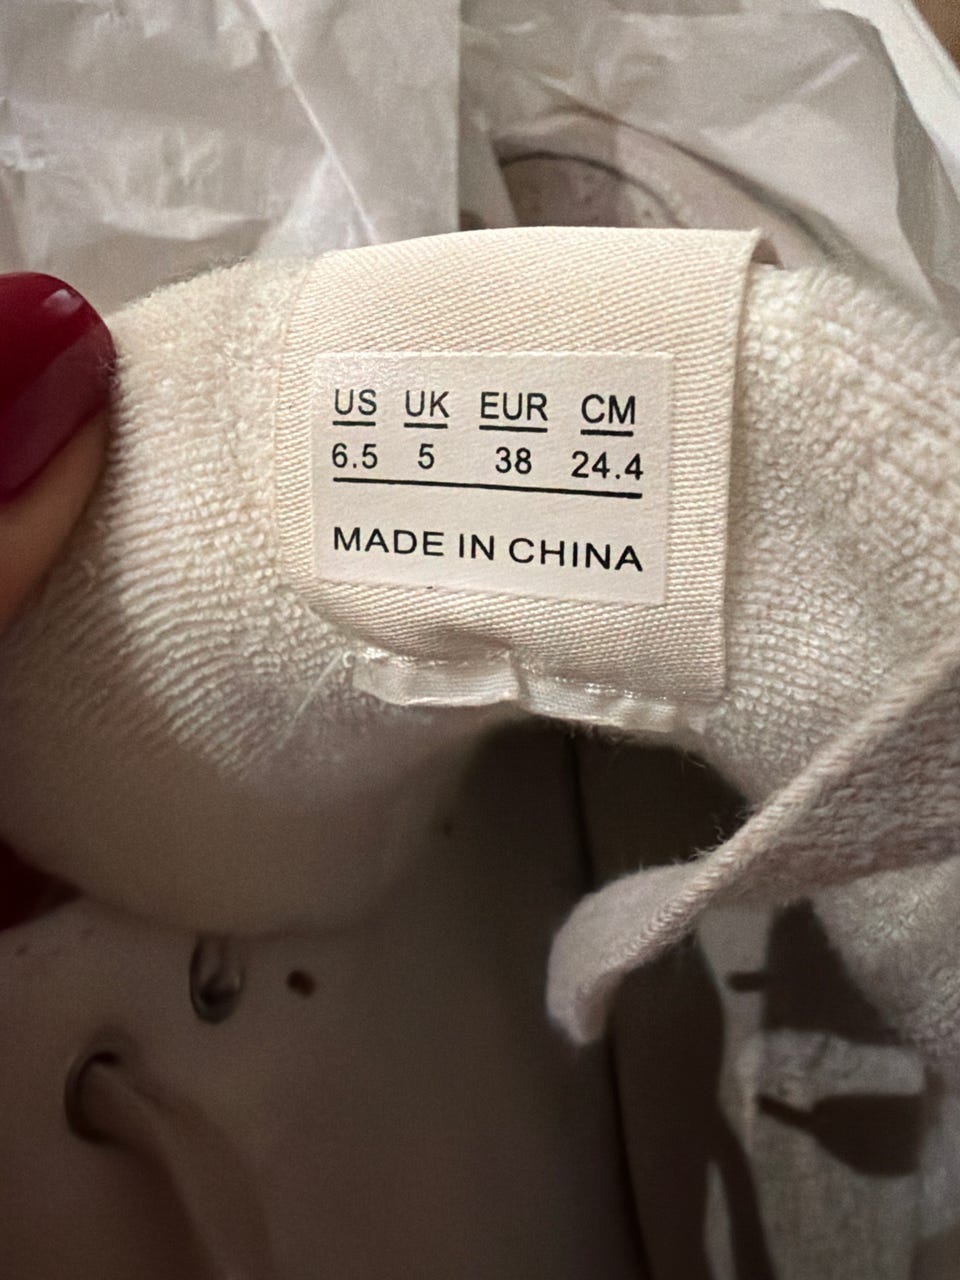 US UK EUR CM
6.5 5 38 24.4
MADE IN CHINA